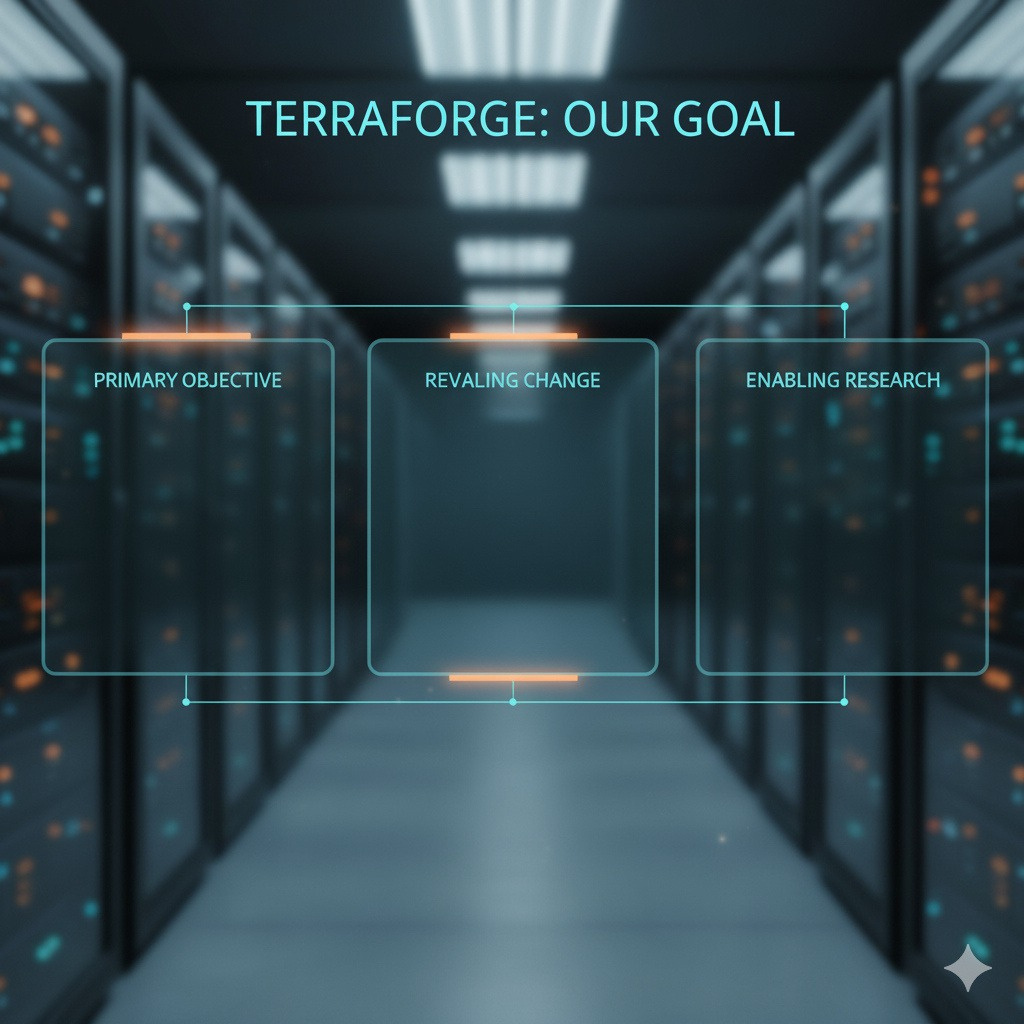 TERRAFORGE: OUR GOAL
PRIMARY OBJECTIVE
REVALING CHANGE
ENABLING RESEARCH